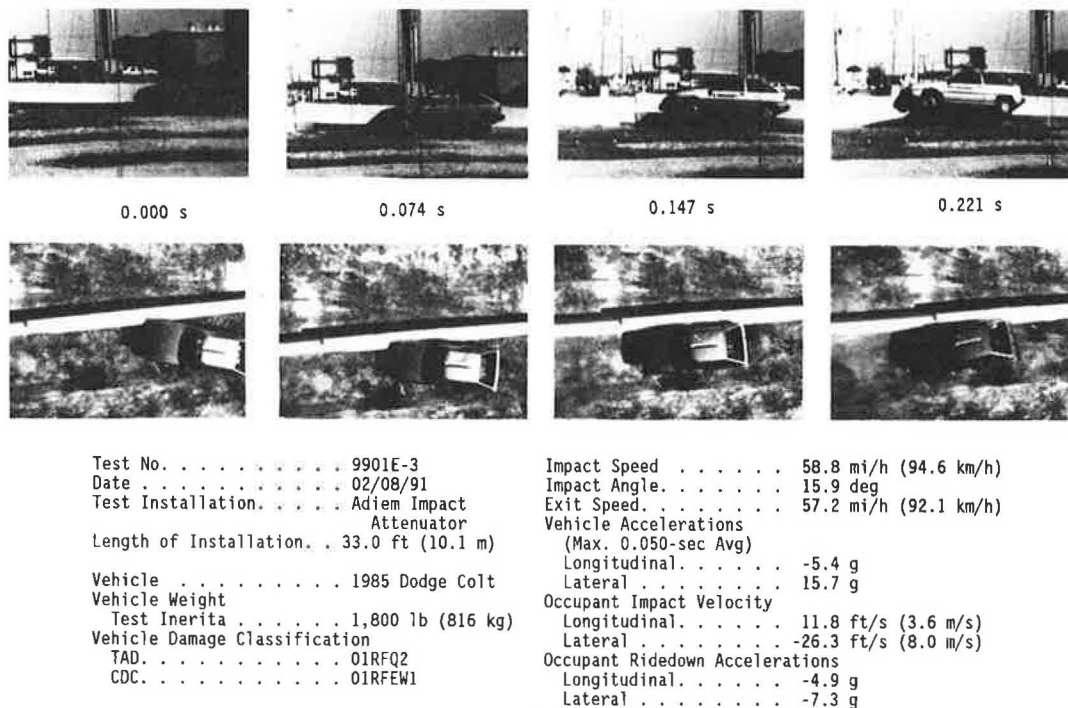 0.000 s 0.074 s 0.147 s 0.221 s
Test No. . . . . . . . . . . 9901E-3
Date . . . . . . . . . . . . 02/08/91
Test Installation. . . . . Adiem Impact
Attenuator
Length of Installation. . 33.0 ft (10.1 m)
Vehicle . . . . . . . . . 1985 Dodge Colt
Vehicle Weight
Test Inerita . . . . . . 1,800 lb (816 kg)
Vehicle Damage Classification
TAD. . . . . . . . . . . 01RFQ2
CDC. . . . . . . . . . . 01RFEW1
Impact Speed . . . . . . 58.8 mi/h (94.6 km/h)
Impact Angle. . . . . . . 15.9 deg
Exit Speed. . . . . . . . 57.2 mi/h (92.1 km/h)
Vehicle Accelerations
(Max. 0.050-sec Avg)
Longitudinal. . . . . . -5.4 g
Lateral . . . . . . . . 15.7 g
Occupant Impact Velocity
Longitudinal. . . . . . 11.8 ft/s (3.6 m/s)
Lateral . . . . . . . . -26.3 ft/s (8.0 m/s)
Occupant Ridedown Accelerations
Longitudinal. . . . . . -4.9 g
Lateral . . . . . . . . -7.3 g